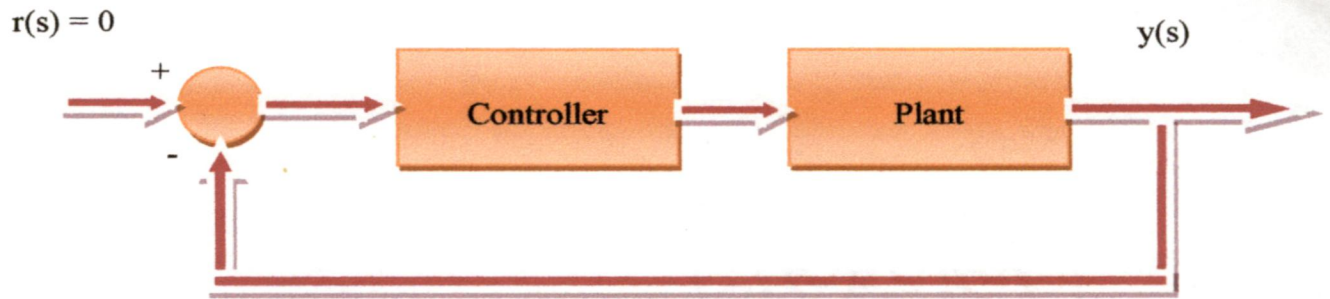 r(s) = 0
y(s)
+
Controller
Plant
-